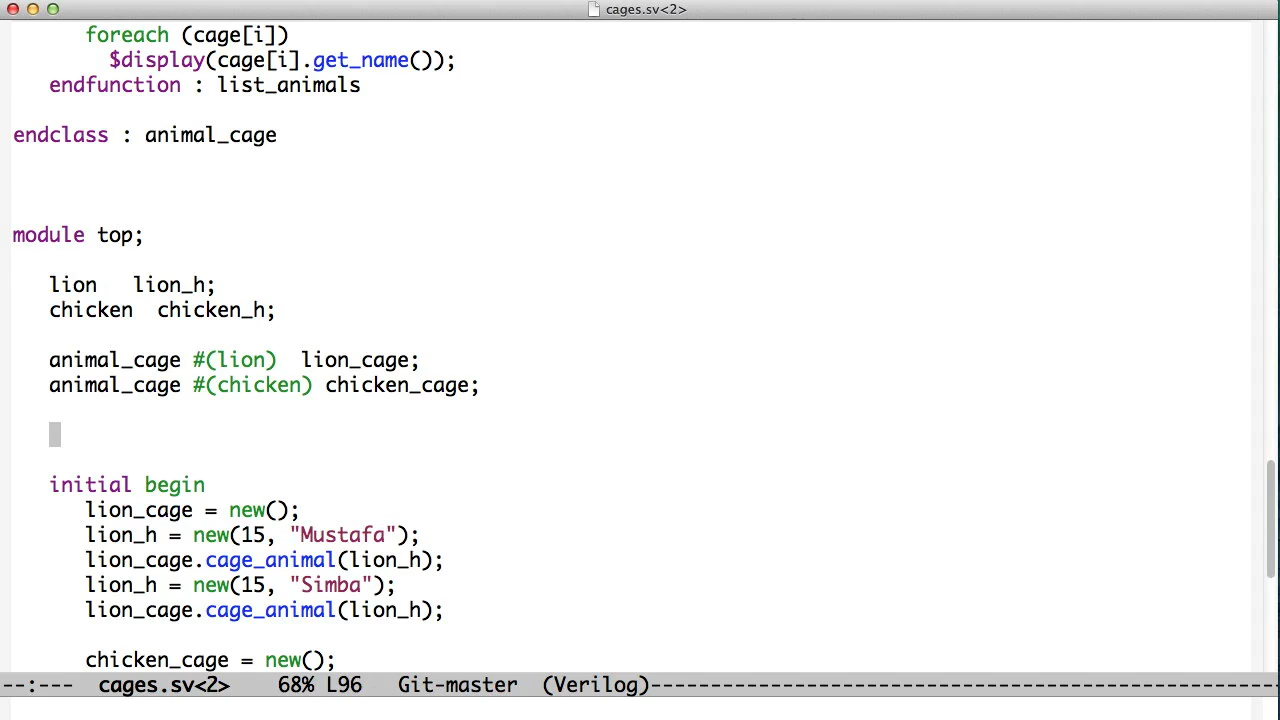 cages.sv<2>
foreach (cage[i])
$display(cage[i].get_name());
endfunction : list_animals
endclass : animal_cage
module top;
lion   lion_h;
chicken  chicken_h;
animal_cage #(lion)  lion_cage;
animal_cage #(chicken) chicken_cage;
initial begin
lion_cage = new();
lion_h = new(15, "Mustafa");
lion_cage.cage_animal(lion_h);
lion_h = new(15, "Simba");
lion_cage.cage_animal(lion_h);
chicken_cage = new();
--:---  cages.sv<2>    68% L96   Git-master  (Verilog)----------------------------------------------------